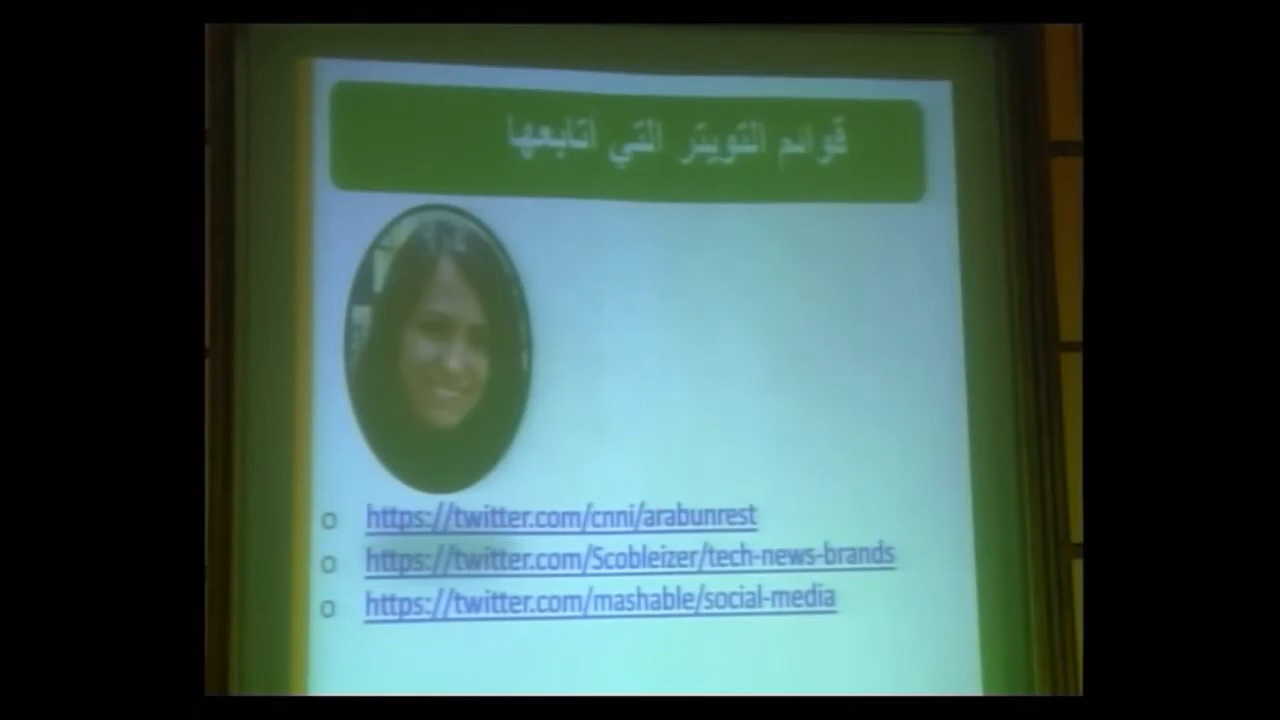 قوائم التويتر التي أتابعها
https://twitter.com/cnni/arabunrest
https://twitter.com/Scobleizer/tech-news-brands
https://twitter.com/mashable/social-media